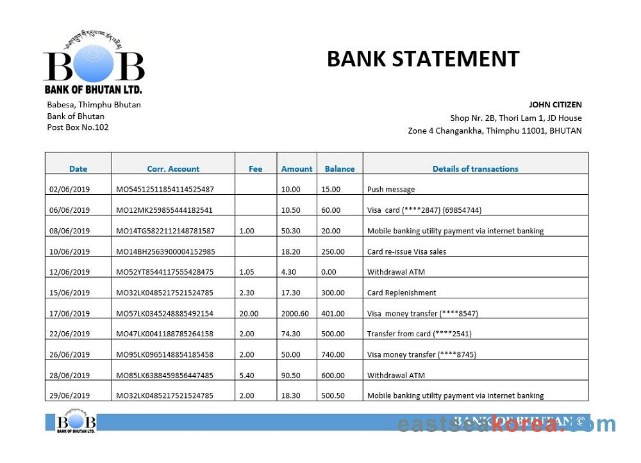 BOB
BANK OF BHUTAN LTD.
BANK STATEMENT
Babesa, Thimphu Bhutan
Bank of Bhutan
Post Box No.102
JOHN CITIZEN
Shop Nr. 2B, Thori Lam 1, JD House
Zone 4 Changankha, Thimphu 11001, BHUTAN
Date Corr. Account Fee Amount Balance Details of transactions
02/06/2019 MO54512511854114525487 10.00 15.00 Push message
06/06/2019 MO12MK259855444182541 10.50 60.00 Visa card (****2847) (69854744)
08/06/2019 MO14TG5822112148781587 1.00 50.30 20.00 Mobile banking utility payment via internet banking
10/06/2019 MO14BH2563900004152985 18.20 250.00 Card re-issue Visa sales
12/06/2019 MO52YT8544117555428475 1.05 4.30 0.00 Withdrawal ATM
15/06/2019 MO32LK0485217521524785 2.30 17.30 300.00 Card Replenishment
17/06/2019 MO57LK0345248885492154 20.00 2000.60 401.00 Visa money transfer (****8547)
22/06/2019 MO47LK0041188785264158 2.00 74.30 500.00 Transfer from card (****2541)
26/06/2019 MO95LK0965148854185458 2.00 50.00 740.00 Visa money transfer (****8745)
28/06/2019 MO85LK6388459856447485 5.40 90.50 600.00 Withdrawal ATM
29/06/2019 MO32LK0485217521524785 2.00 18.30 500.50 Mobile banking utility payment via internet banking
BOB
BANK OF BHUTAN LTD.
BANK OF BHUTAN ©
eastseakorea.com